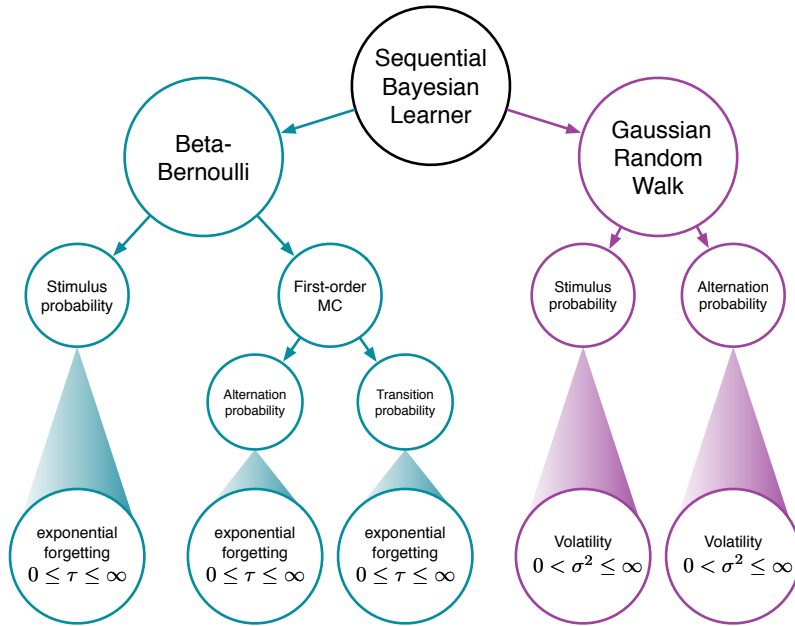 Sequential
Bayesian
Learner
Beta-
Bernoulli
Gaussian
Random
Walk
Stimulus
probability
First-order
MC
Stimulus
probability
Alternation
probability
Alternation
probability
Transition
probability
exponential
forgetting
0 ≤ τ ≤ ∞
exponential
forgetting
0 ≤ τ ≤ ∞
exponential
forgetting
0 ≤ τ ≤ ∞
Volatility
0 < σ² ≤ ∞
Volatility
0 < σ² ≤ ∞